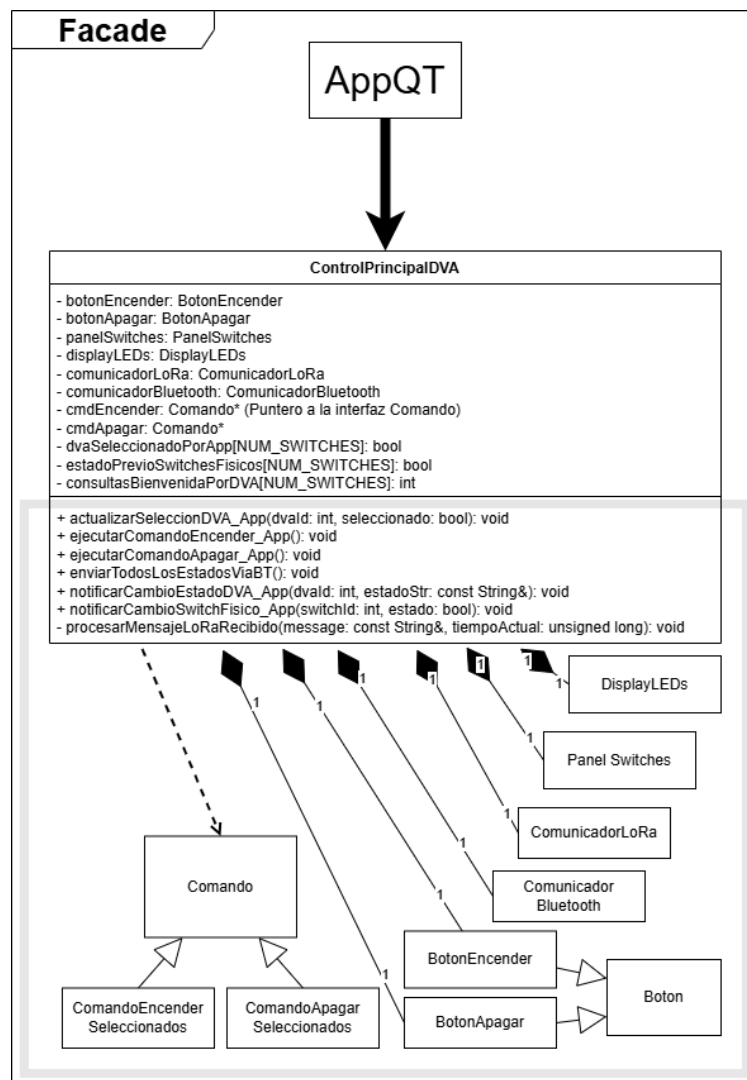 Facade
AppQT
ControlPrincipalDVA
- botonEncender: BotonEncender
- botonApagar: BotonApagar
- panelSwitches: PanelSwitches
- displayLEDs: DisplayLEDs
- comunicadorLoRa: ComunicadorLoRa
- comunicadorBluetooth: ComunicadorBluetooth
- cmdEncender: Comando* (Puntero a la interfaz Comando)
- cmdApagar: Comando*
- dvaSeleccionadoPorApp[NUM_SWITCHES]: bool
- estadoPrevioSwitchesFisicos[NUM_SWITCHES]: bool
- consultasBienvenidaPorDVA[NUM_SWITCHES]: int
+ actualizarSeleccionDVA_App(dvaId: int, seleccionado: bool): void
+ ejecutarComandoEncender_App(): void
+ ejecutarComandoApagar_App(): void
+ enviarTodosLosEstadosViaBT(): void
+ notificarCambioEstadoDVA_App(dvaId: int, estadoStr: const String&): void
+ notificarCambioSwitchFisico_App(switchId: int, estado: bool): void
- procesarMensajeLoRaRecibido(message: const String&, tiempoActual: unsigned long): void
1
1
1
1
1
1
1
DisplayLEDs
1
Panel Switches
1
ComunicadorLoRa
1
Comunicador
Bluetooth
1
BotonEncender
1
BotonApagar
Boton
Comando
ComandoEncender
Seleccionados
ComandoApagar
Seleccionados